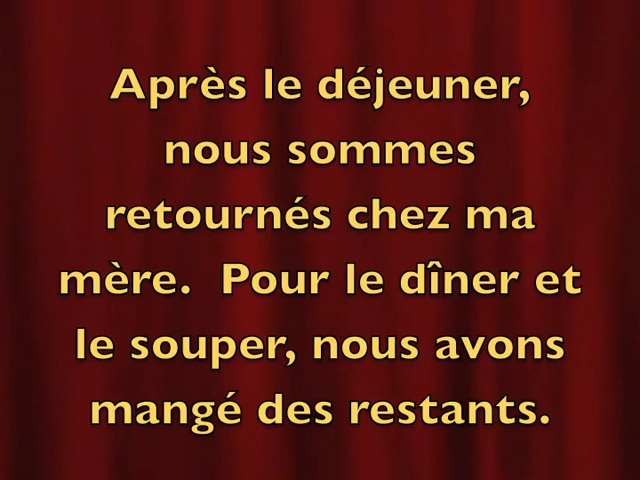 Après le déjeuner,
nous sommes
retournés chez ma
mère.  Pour le dîner et
le souper, nous avons
mangé des restants.